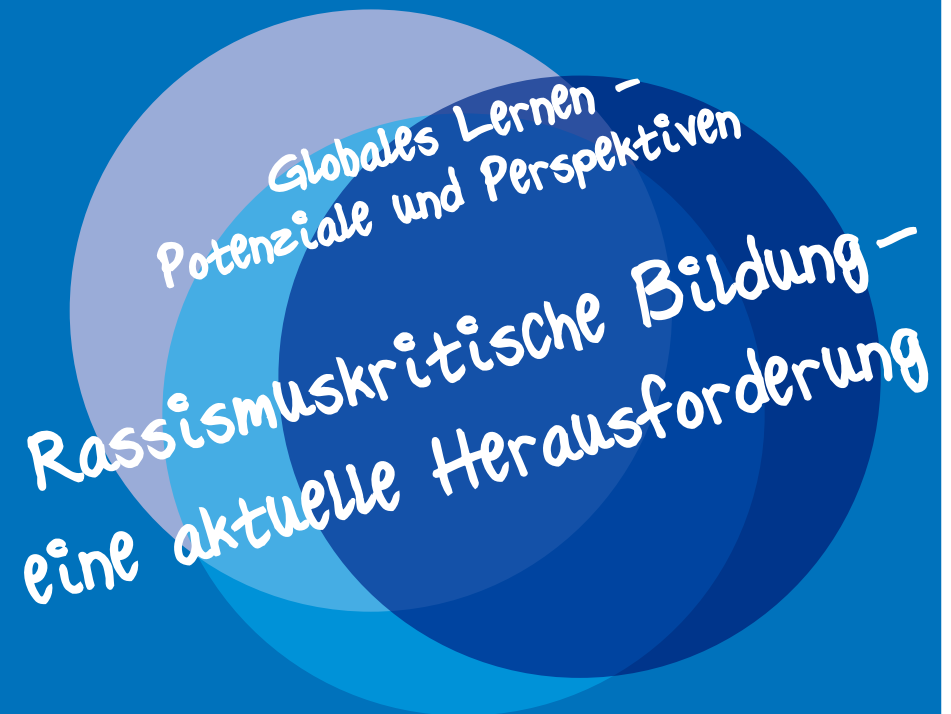 Globales Lernen –
Potenziale und Perspektiven
Rassismuskritische Bildung –
eine aktuelle Herausforderung